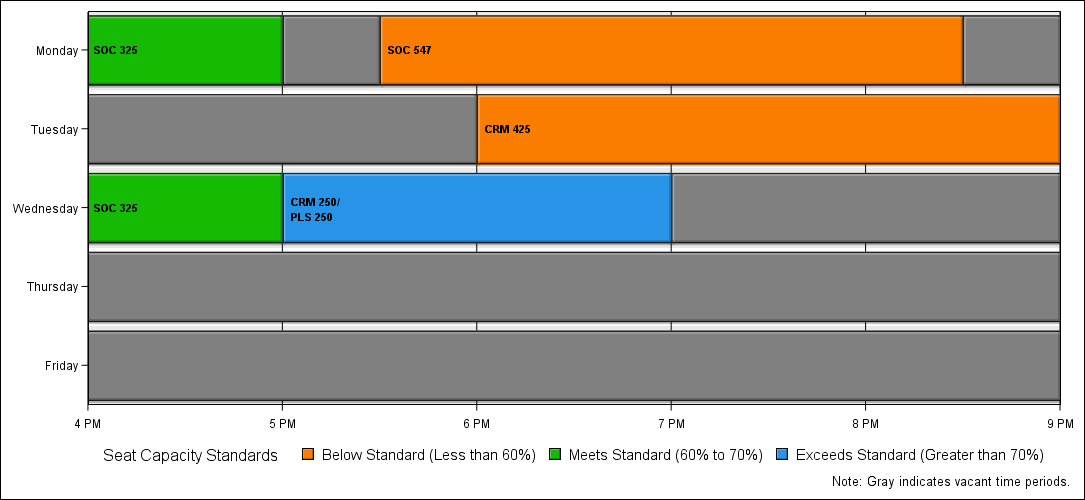 Monday
SOC 325
SOC 547
Tuesday
CRM 425
Wednesday
SOC 325
CRM 250/
PLS 250
Thursday
Friday
4 PM 5 PM 6 PM 7 PM 8 PM 9 PM
Seat Capacity Standards Below Standard (Less than 60%) Meets Standard (60% to 70%) Exceeds Standard (Greater than 70%)
Note: Gray indicates vacant time periods.